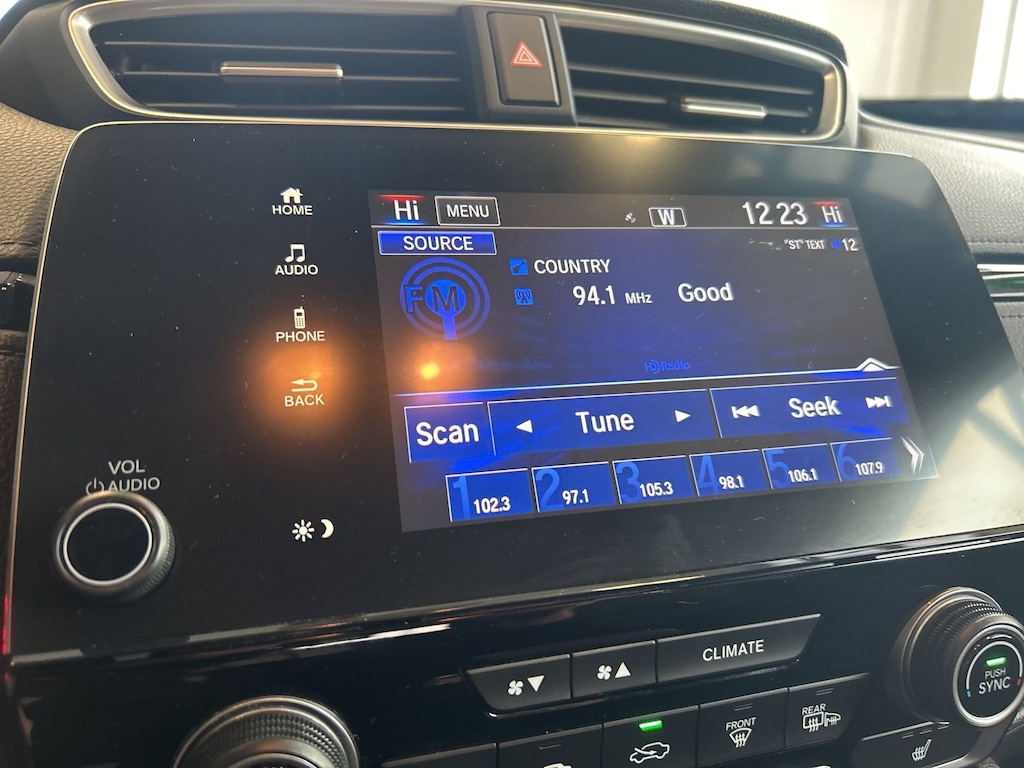 HOME
AUDIO
PHONE
BACK
VOL
AUDIO
Hi MENU W 12 23 Hi
SOURCE "ST" TEXT 12
FM
COUNTRY
94.1 MHz Good
HD Radio
Scan Tune Seek
1 102.3 2 97.1 3 105.3 4 98.1 5 106.1 6 107.9
CLIMATE
PUSH
SYNC
FRONT
REAR